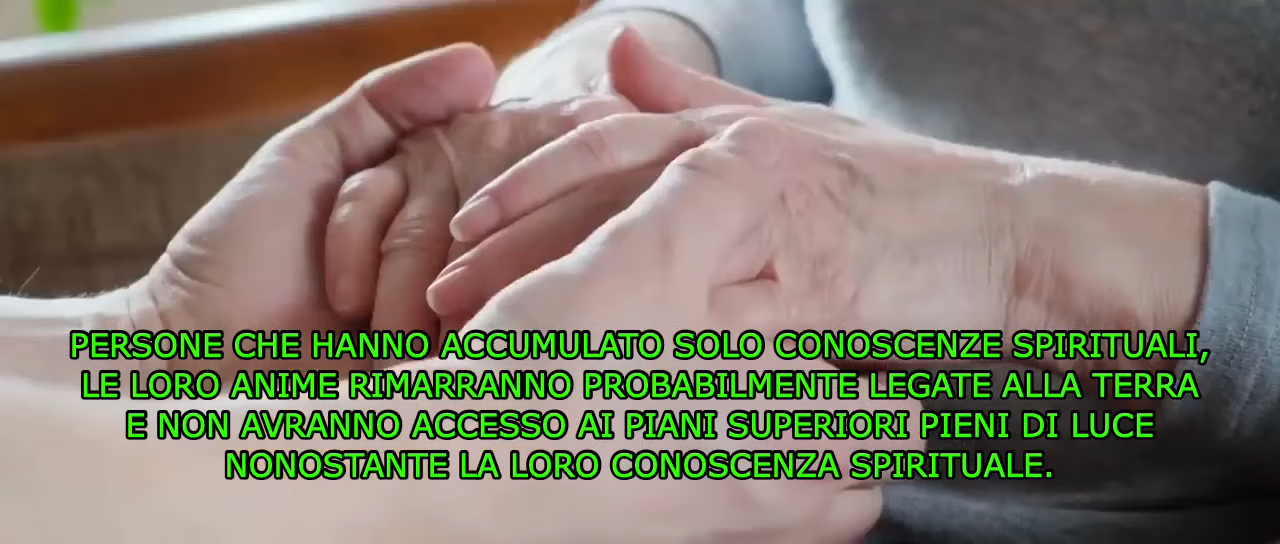 PERSONE CHE HANNO ACCUMULATO SOLO CONOSCENZE SPIRITUALI,
LE LORO ANIME RIMARRANNO PROBABILMENTE LEGATE ALLA TERRA
E NON AVRANNO ACCESSO AI PIANI SUPERIORI PIENI DI LUCE
NONOSTANTE LA LORO CONOSCENZA SPIRITUALE.